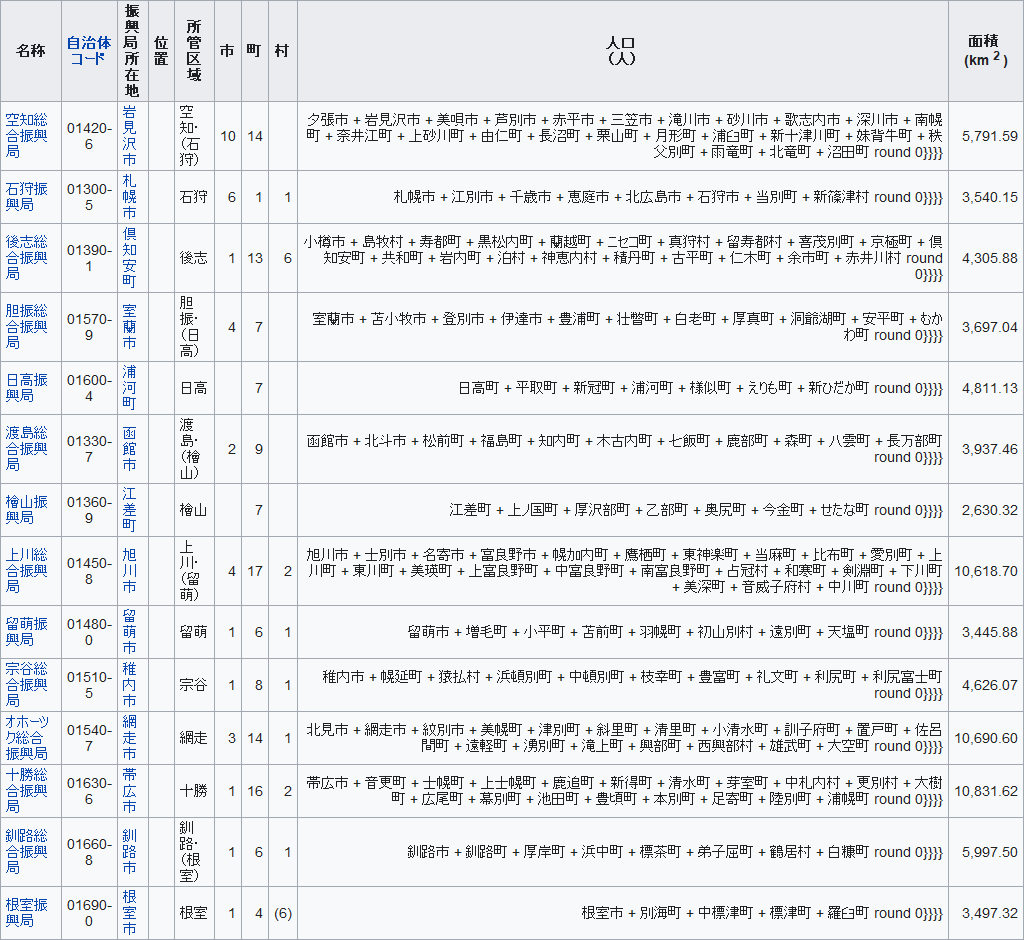 名称
自治体
コード
振
興
局
所
在
地
位
置
所
管
区
域
市
町
村
人口
(人)
面積
(km 2 )
空知総
合振興
局
01420-
6
岩
見
沢
市
空
知・
(石
狩)
10
14
夕張市 + 岩見沢市 + 美唄市 + 芦別市 + 赤平市 + 三笠市 + 滝川市 + 砂川市 + 歌志内市 + 深川市 + 南幌
町 + 奈井江町 + 上砂川町 + 由仁町 + 長沼町 + 栗山町 + 月形町 + 浦臼町 + 新十津川町 + 妹背牛町 + 秩
父別町 + 雨竜町 + 北竜町 + 沼田町 round 0}}}}
5,791.59
石狩振
興局
01300-
5
札
幌
市
石狩
6
1
1
札幌市 + 江別市 + 千歳市 + 恵庭市 + 北広島市 + 石狩市 + 当別町 + 新篠津村 round 0}}}}
3,540.15
後志総
合振興
局
01390-
1
倶
知
安
町
後志
1
13
6
小樽市 + 島牧村 + 寿都町 + 黒松内町 + 蘭越町 + ニセコ町 + 真狩村 + 留寿都村 + 喜茂別町 + 京極町 + 倶
知安町 + 共和町 + 岩内町 + 泊村 + 神恵内村 + 積丹町 + 古平町 + 仁木町 + 余市町 + 赤井川村 round
0}}}}
4,305.88
胆振総
合振興
局
01570-
9
室
蘭
市
胆
振・
(日
高)
4
7
室蘭市 + 苫小牧市 + 登別市 + 伊達市 + 豊浦町 + 壮瞥町 + 白老町 + 厚真町 + 洞爺湖町 + 安平町 + むか
わ町 round 0}}}}
3,697.04
日高振
興局
01600-
4
浦
河
町
日高
7
日高町 + 平取町 + 新冠町 + 浦河町 + 様似町 + えりも町 + 新ひだか町 round 0}}}}
4,811.13
渡島総
合振興
局
01330-
7
函
館
市
渡
島・
(檜
山)
2
9
函館市 + 北斗市 + 松前町 + 福島町 + 知内町 + 木古内町 + 七飯町 + 鹿部町 + 森町 + 八雲町 + 長万部町
round 0}}}}
3,937.46
檜山振
興局
01360-
9
江
差
町
檜山
7
江差町 + 上ノ国町 + 厚沢部町 + 乙部町 + 奥尻町 + 今金町 + せたな町 round 0}}}}
2,630.32
上川総
合振興
局
01450-
8
旭
川
市
上
川・
(留
萌)
4
17
2
旭川市 + 士別市 + 名寄市 + 富良野市 + 幌加内町 + 鷹栖町 + 東神楽町 + 当麻町 + 比布町 + 愛別町 + 上
川町 + 東川町 + 美瑛町 + 上富良野町 + 中富良野町 + 南富良野町 + 占冠村 + 和寒町 + 剣淵町 + 下川町
+ 美深町 + 音威子府村 + 中川町 round 0}}}}
10,618.70
留萌振
興局
01480-
0
留
萌
市
留萌
1
6
1
留萌市 + 増毛町 + 小平町 + 苫前町 + 羽幌町 + 初山別村 + 遠別町 + 天塩町 round 0}}}}
3,445.88
宗谷総
合振興
局
01510-
5
稚
内
市
宗谷
1
8
1
稚内市 + 幌延町 + 猿払村 + 浜頓別町 + 中頓別町 + 枝幸町 + 豊富町 + 礼文町 + 利尻町 + 利尻富士町
round 0}}}}
4,626.07
オホーツ
ク総合
振興局
01540-
7
網
走
市
網走
3
14
1
北見市 + 網走市 + 紋別市 + 美幌町 + 津別町 + 斜里町 + 清里町 + 小清水町 + 訓子府町 + 置戸町 + 佐呂
間町 + 遠軽町 + 湧別町 + 滝上町 + 興部町 + 西興部村 + 雄武町 + 大空町 round 0}}}}
10,690.60
十勝総
合振興
局
01630-
6
帯
広
市
十勝
1
16
2
帯広市 + 音更町 + 士幌町 + 上士幌町 + 鹿追町 + 新得町 + 清水町 + 芽室町 + 中札内村 + 更別村 + 大樹
町 + 広尾町 + 幕別町 + 池田町 + 豊頃町 + 本別町 + 足寄町 + 陸別町 + 浦幌町 round 0}}}}
10,831.62
釧路総
合振興
局
01660-
8
釧
路
市
釧
路・
(根
室)
1
6
1
釧路市 + 釧路町 + 厚岸町 + 浜中町 + 標茶町 + 弟子屈町 + 鶴居村 + 白糠町 round 0}}}}
5,997.50
根室振
興局
01690-
0
根
室
市
根室
1
4
(6)
根室市 + 別海町 + 中標津町 + 標津町 + 羅臼町 round 0}}}}
3,497.32